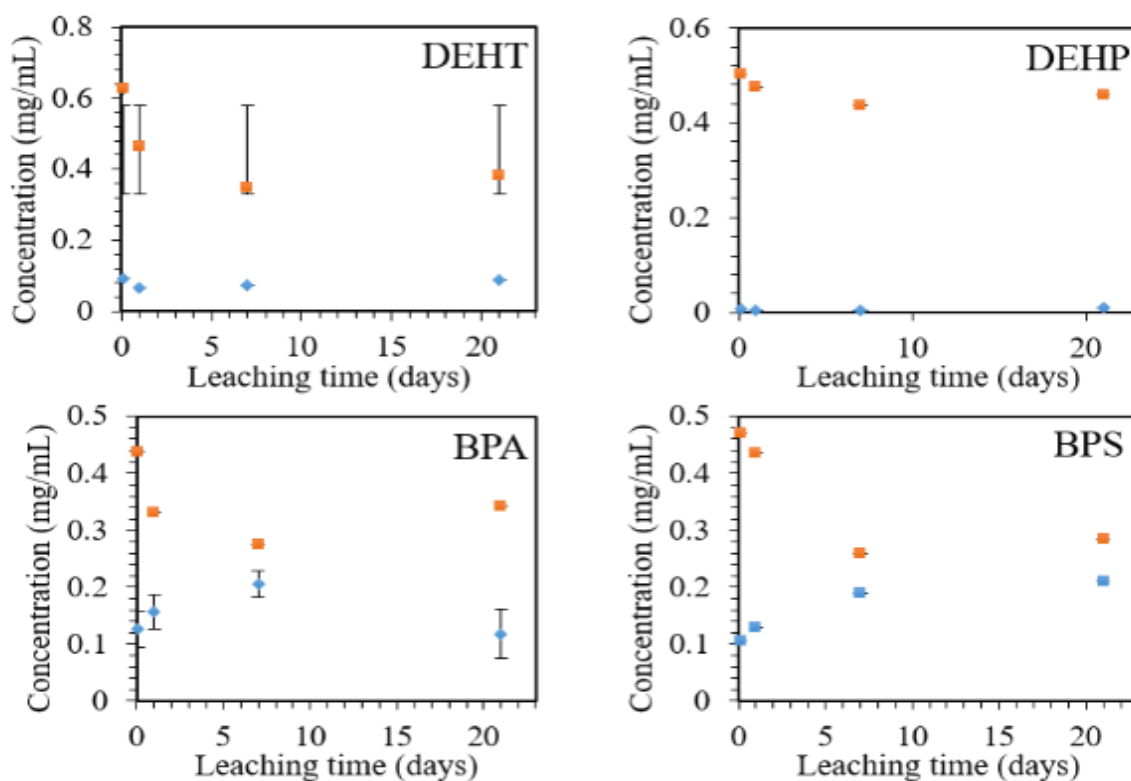 DEHT
Concentration (mg/mL)
0.8
0.6
0.4
0.2
0
0 5 10 15 20
Leaching time (days)
DEHP
Concentration (mg/mL)
0.6
0.4
0.2
0
0 10 20
Leaching time (days)
BPA
Concentration (mg/mL)
0.5
0.4
0.3
0.2
0.1
0
0 5 10 15 20
Leaching time (days)
BPS
Concentration (mg/mL)
0.5
0.4
0.3
0.2
0.1
0
0 5 10 15 20
Leaching time (days)